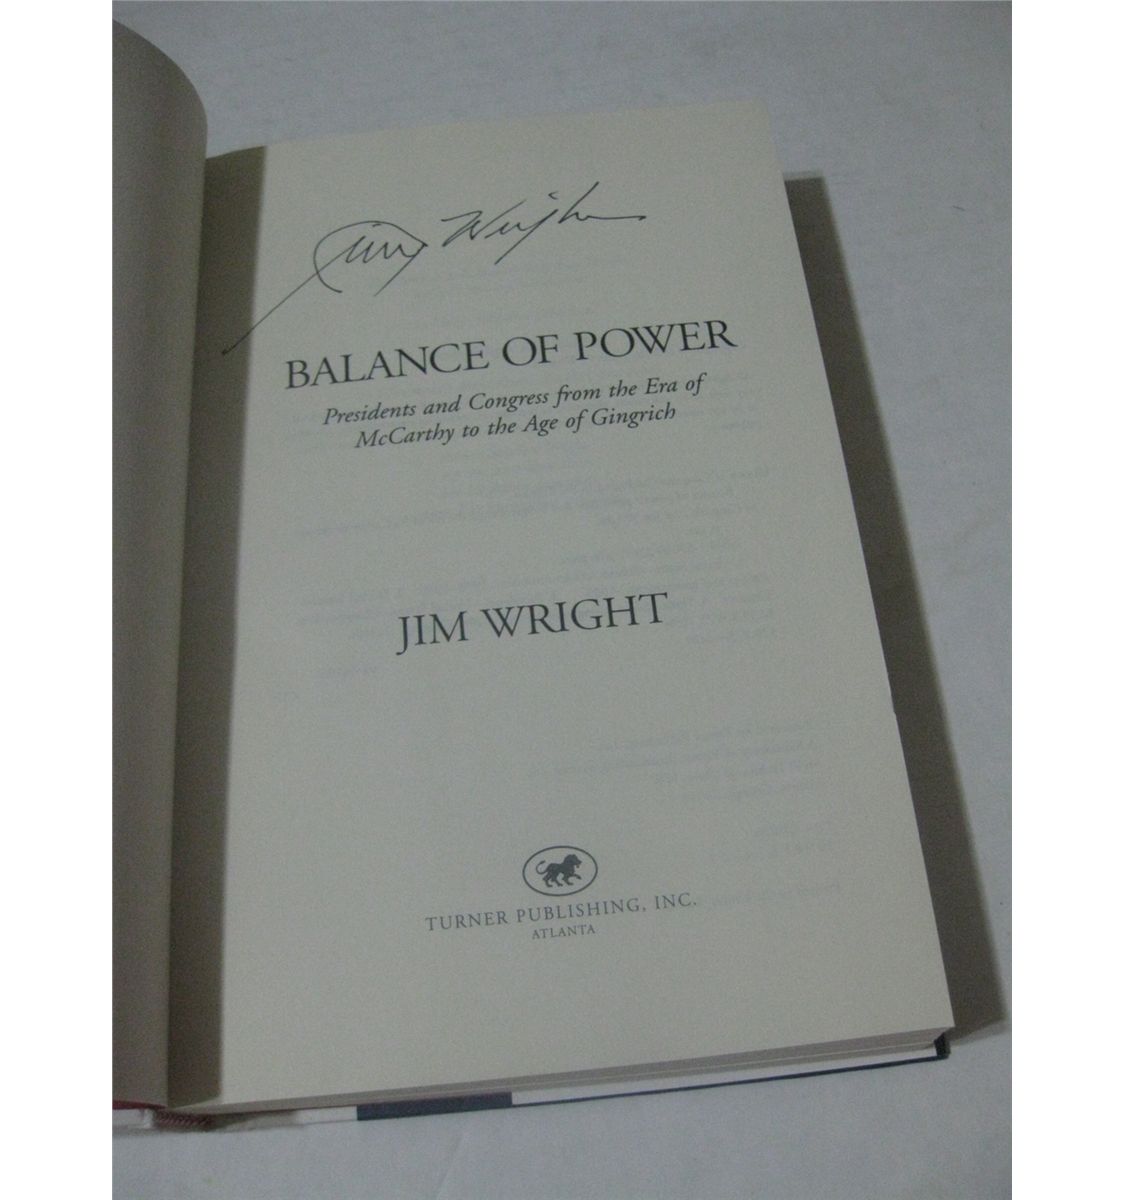 Jim Wright
BALANCE OF POWER
Presidents and Congress from the Era of
McCarthy to the Age of Gingrich
JIM WRIGHT
TURNER PUBLISHING, INC.
ATLANTA